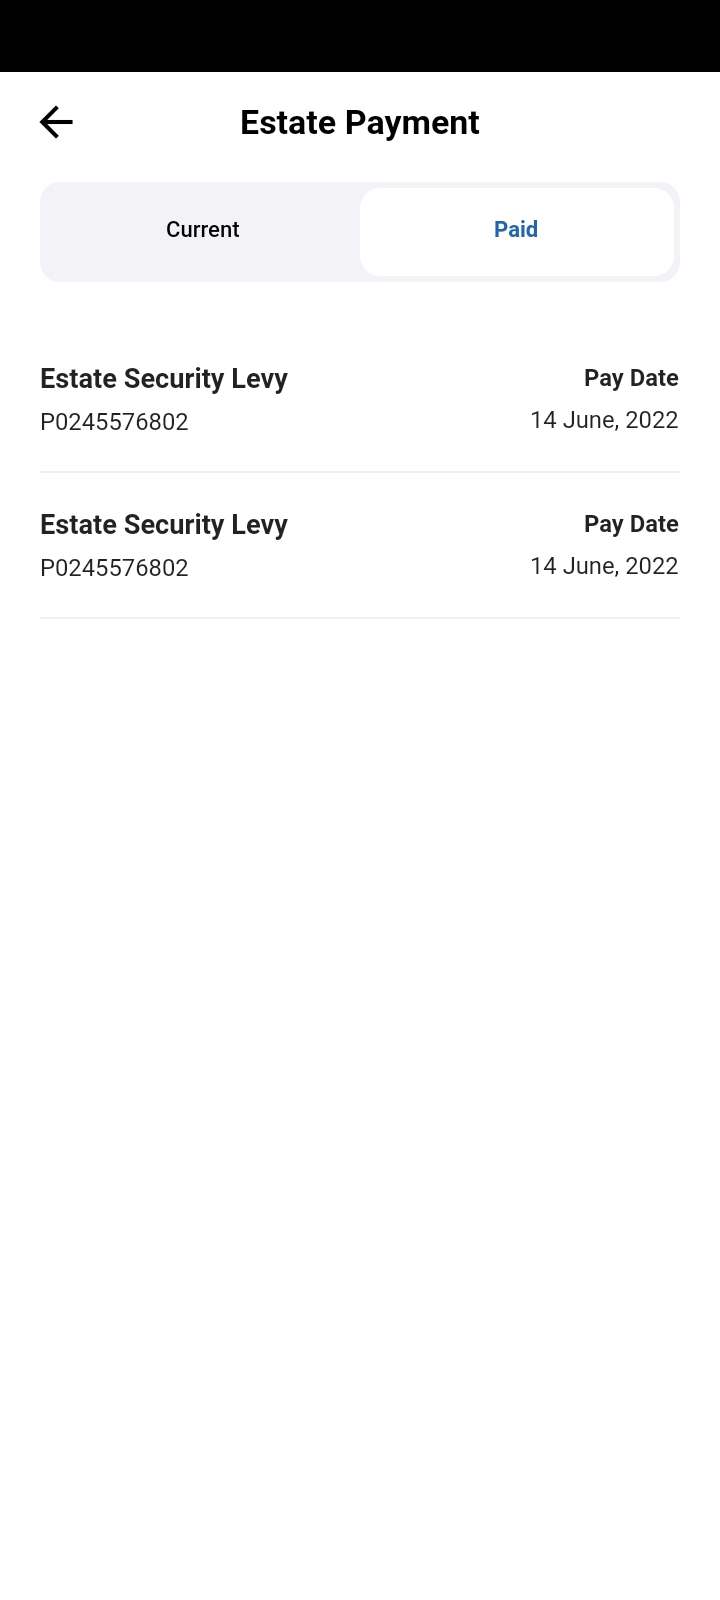 Estate Payment
Current
Paid
Estate Security Levy
Pay Date
P0245576802
14 June, 2022
Estate Security Levy
Pay Date
P0245576802
14 June, 2022